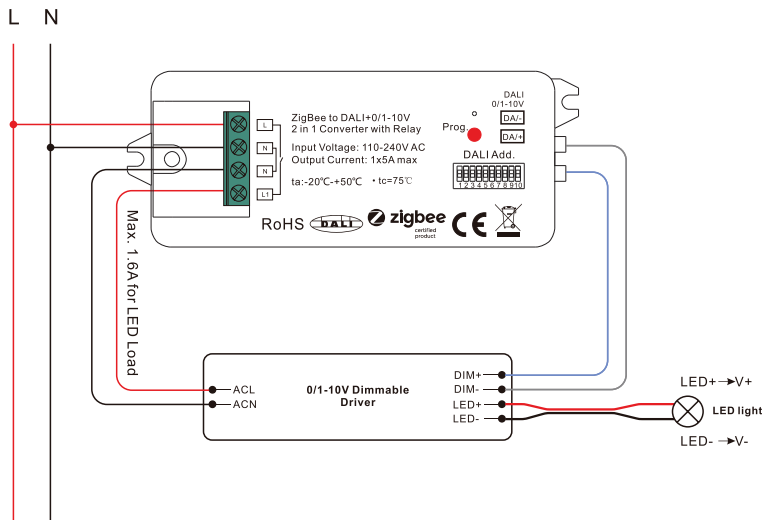 L N
ZigBee to DALI+0/1-10V
2 in 1 Converter with Relay
Input Voltage: 110-240V AC
Output Current: 1x5A max
ta:-20℃-+50℃ • tc=75℃
L
N
N
L1
RoHS DALI zigbee
certified
product
CE
Prog.
DALI
0/1-10V
DA/-
DA/+
DALI Add.
1 2 3 4 5 6 7 8 9 10
Max. 1.6A for LED Load
ACL
ACN
0/1-10V Dimmable
Driver
DIM+
DIM-
LED+
LED-
LED+ →V+
LED light
LED- →V-